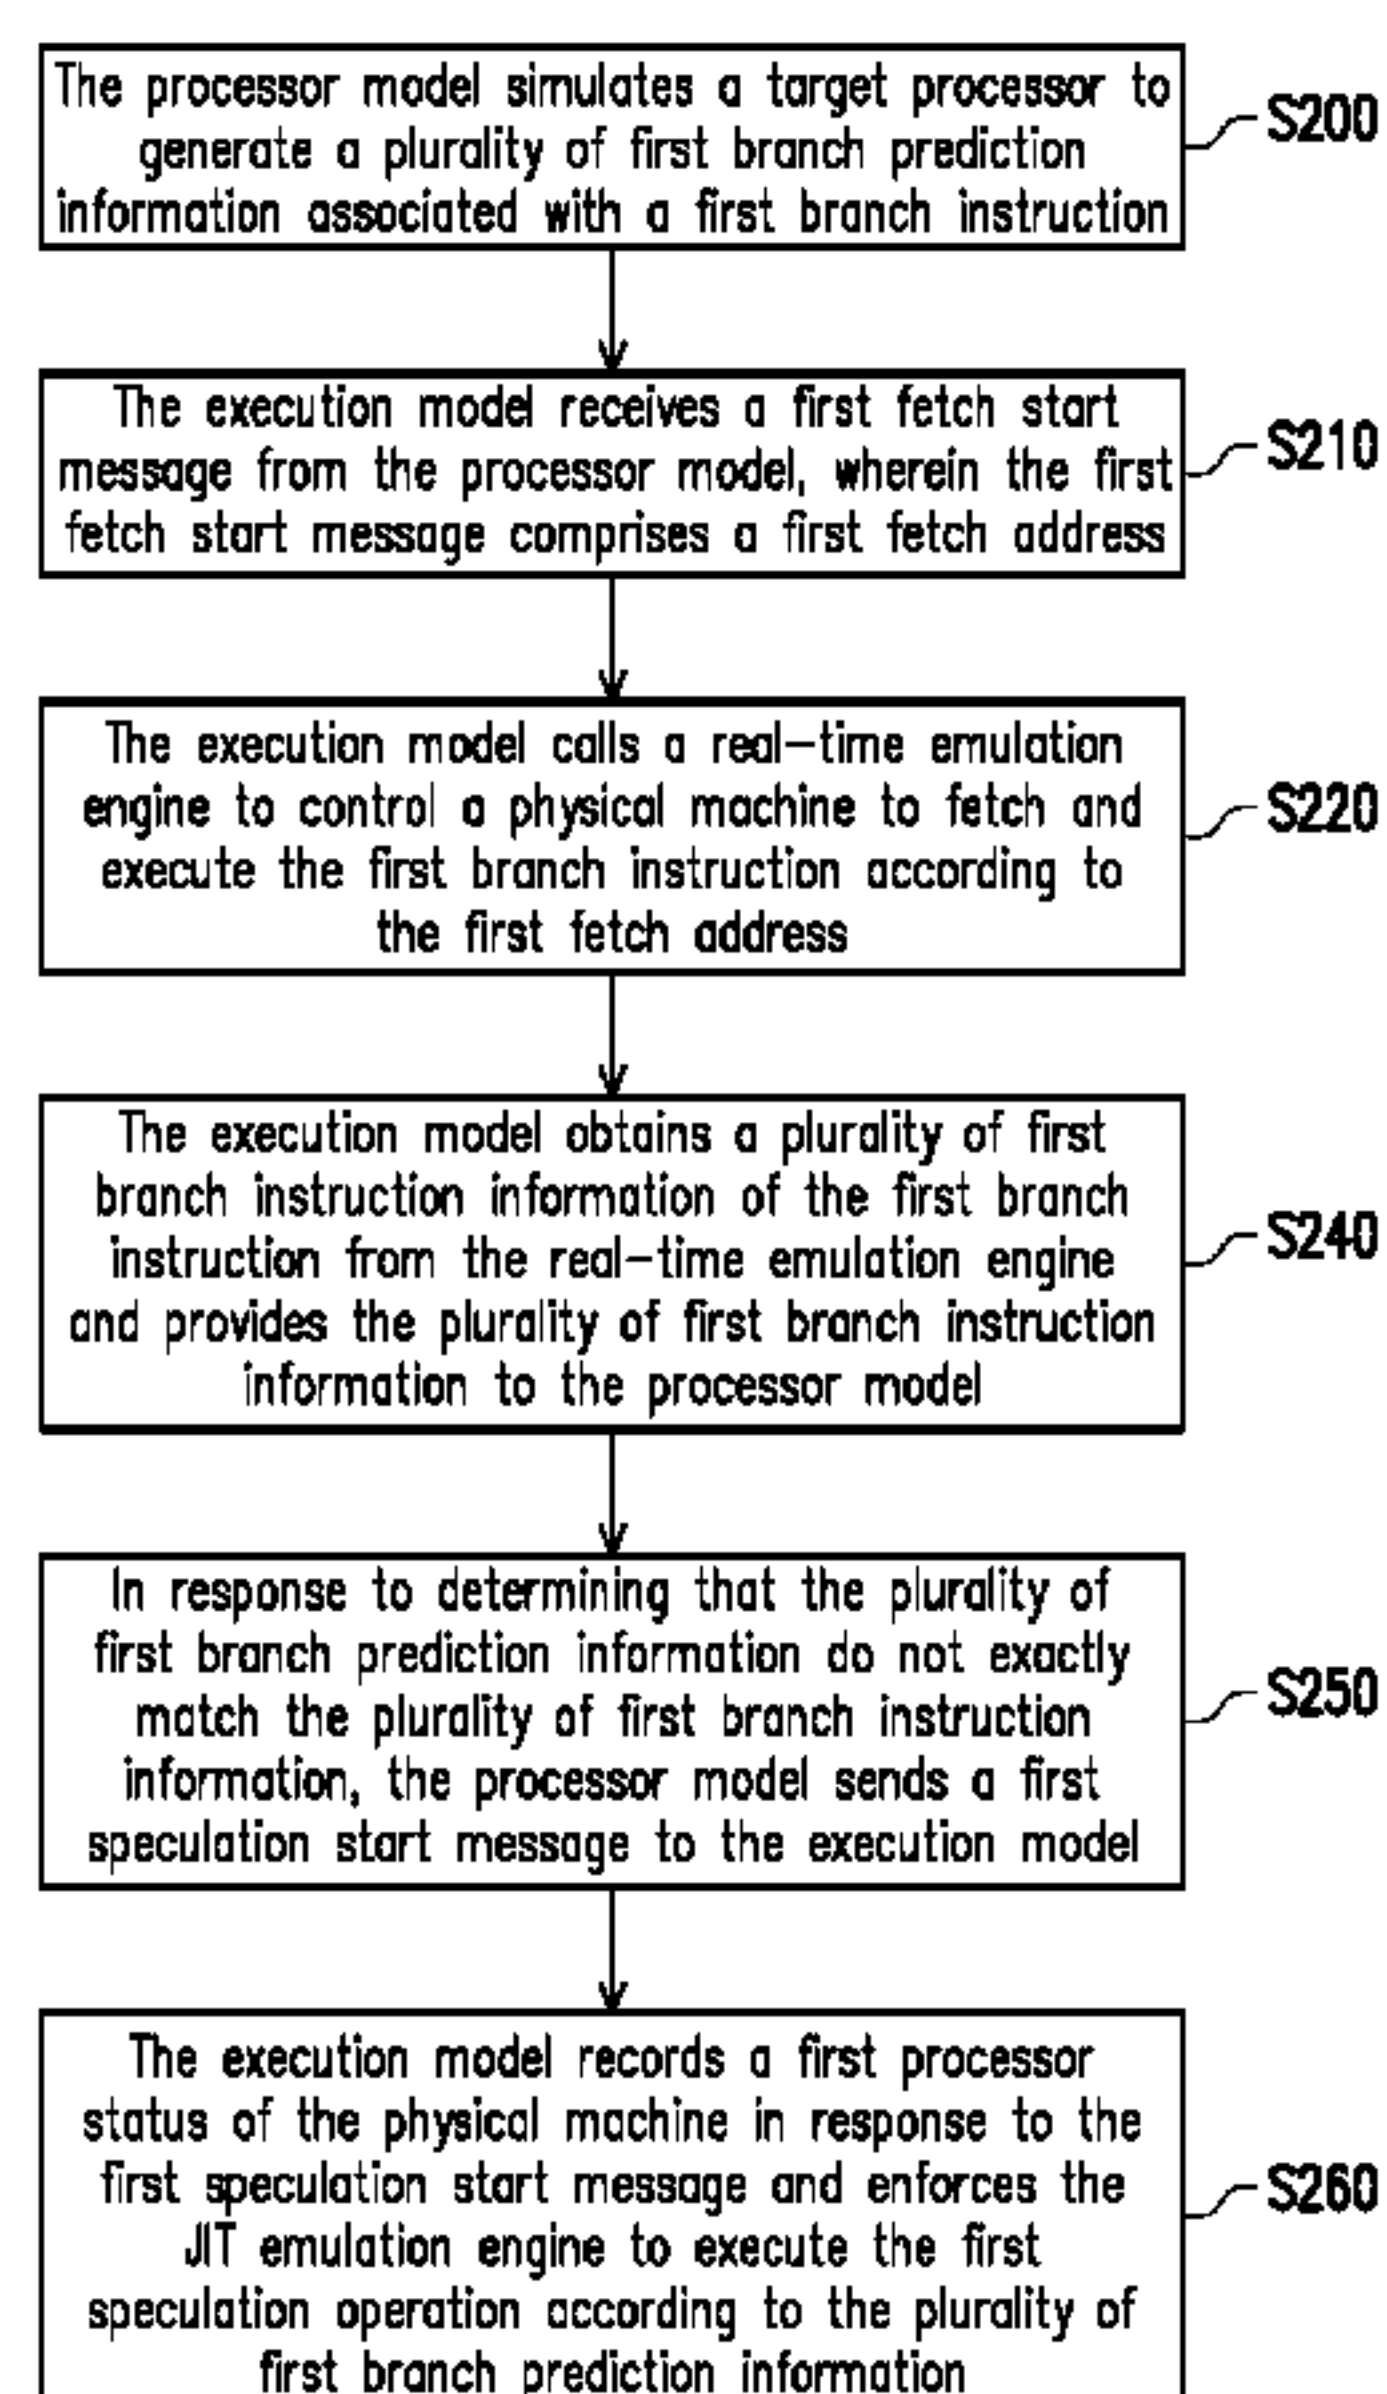 The processor model simulates a target processor to
generate a plurality of first branch prediction
information associated with a first branch instruction
S200
The execution model receives a first fetch start
message from the processor model, wherein the first
fetch start message comprises a first fetch address
S210
The execution model calls a real-time emulation
engine to control a physical machine to fetch and
execute the first branch instruction according to
the first fetch address
S220
The execution model obtains a plurality of first
branch instruction information of the first branch
instruction from the real-time emulation engine
and provides the plurality of first branch instruction
information to the processor model
S240
In response to determining that the plurality of
first branch prediction information do not exactly
match the plurality of first branch instruction
information, the processor model sends a first
speculation start message to the execution model
S250
The execution model records a first processor
status of the physical machine in response to the
first speculation start message and enforces the
JIT emulation engine to execute the first
speculation operation according to the plurality of
first branch prediction information
S260